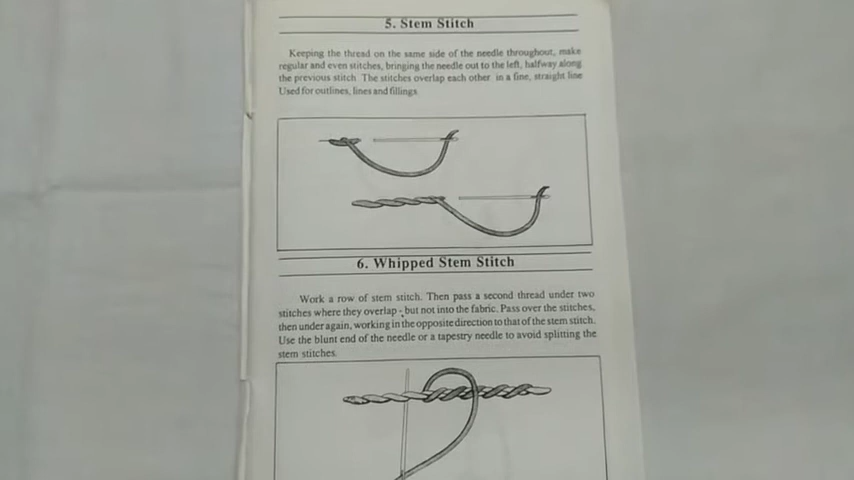 5. Stem Stitch
Keeping the thread on the same side of the needle throughout, make
regular and even stitches, bringing the needle out to the left, halfway along
the previous stitch. The stitches overlap each other in a fine, straight line
Used for outlines, lines and fillings
6. Whipped Stem Stitch
Work a row of stem stitch. Then pass a second thread under two
stitches where they overlap - but not into the fabric. Pass over the stitches,
then under again, working in the opposite direction to that of the stem stitch.
Use the blunt end of the needle or a tapestry needle to avoid splitting the
stem stitches.